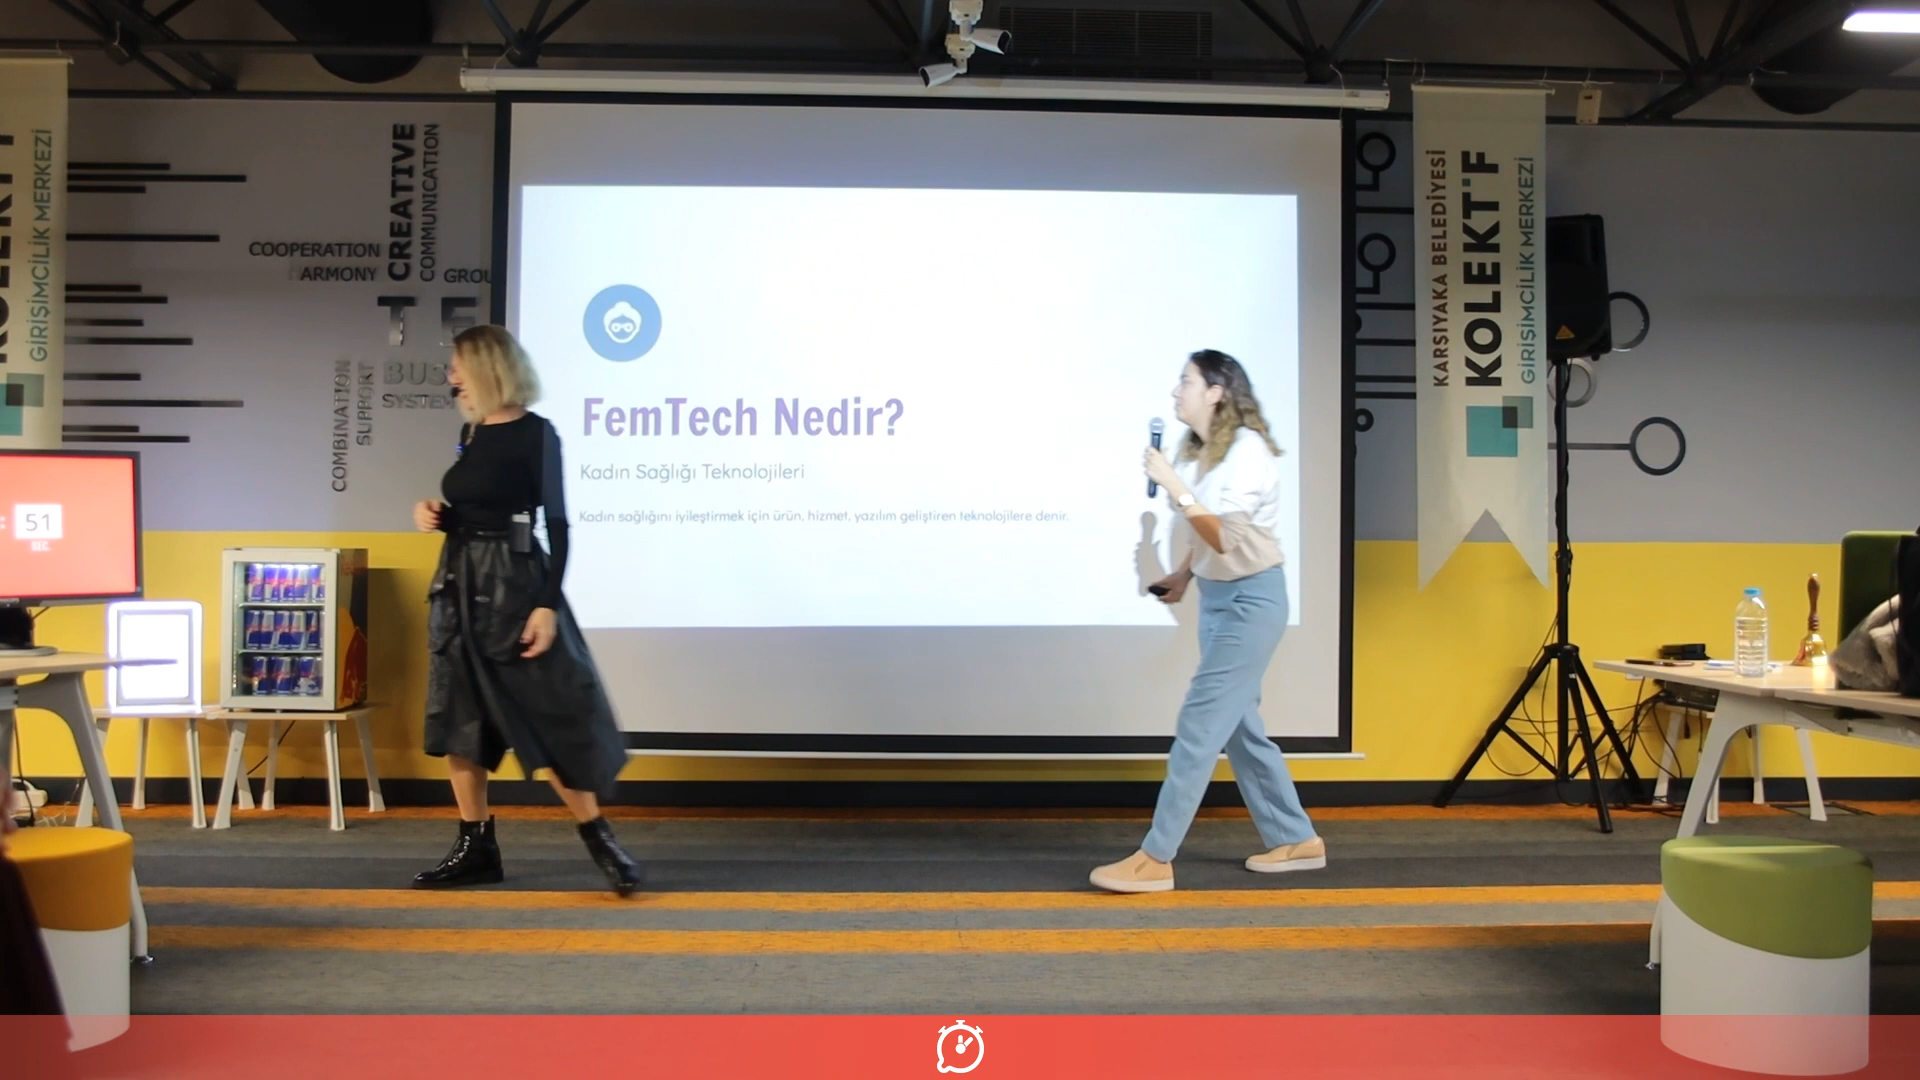 GİRİŞİMCİLİK MERKEZİ
CREATIVE
COMMUNICATION
COOPERATION
ARMONY
GROU
T E
COMBINATION
SUPPORT
BUS
SYSTEM
FemTech Nedir?
Kadın Sağlığı Teknolojileri
Kadın sağlığını iyileştirmek için ürün, hizmet, yazılım geliştiren teknolojilere denir.
KARŞIYAKA BELEDİYESİ
KOLEKTİF
GİRİŞİMCİLİK MERKEZİ
: 51
SEC.